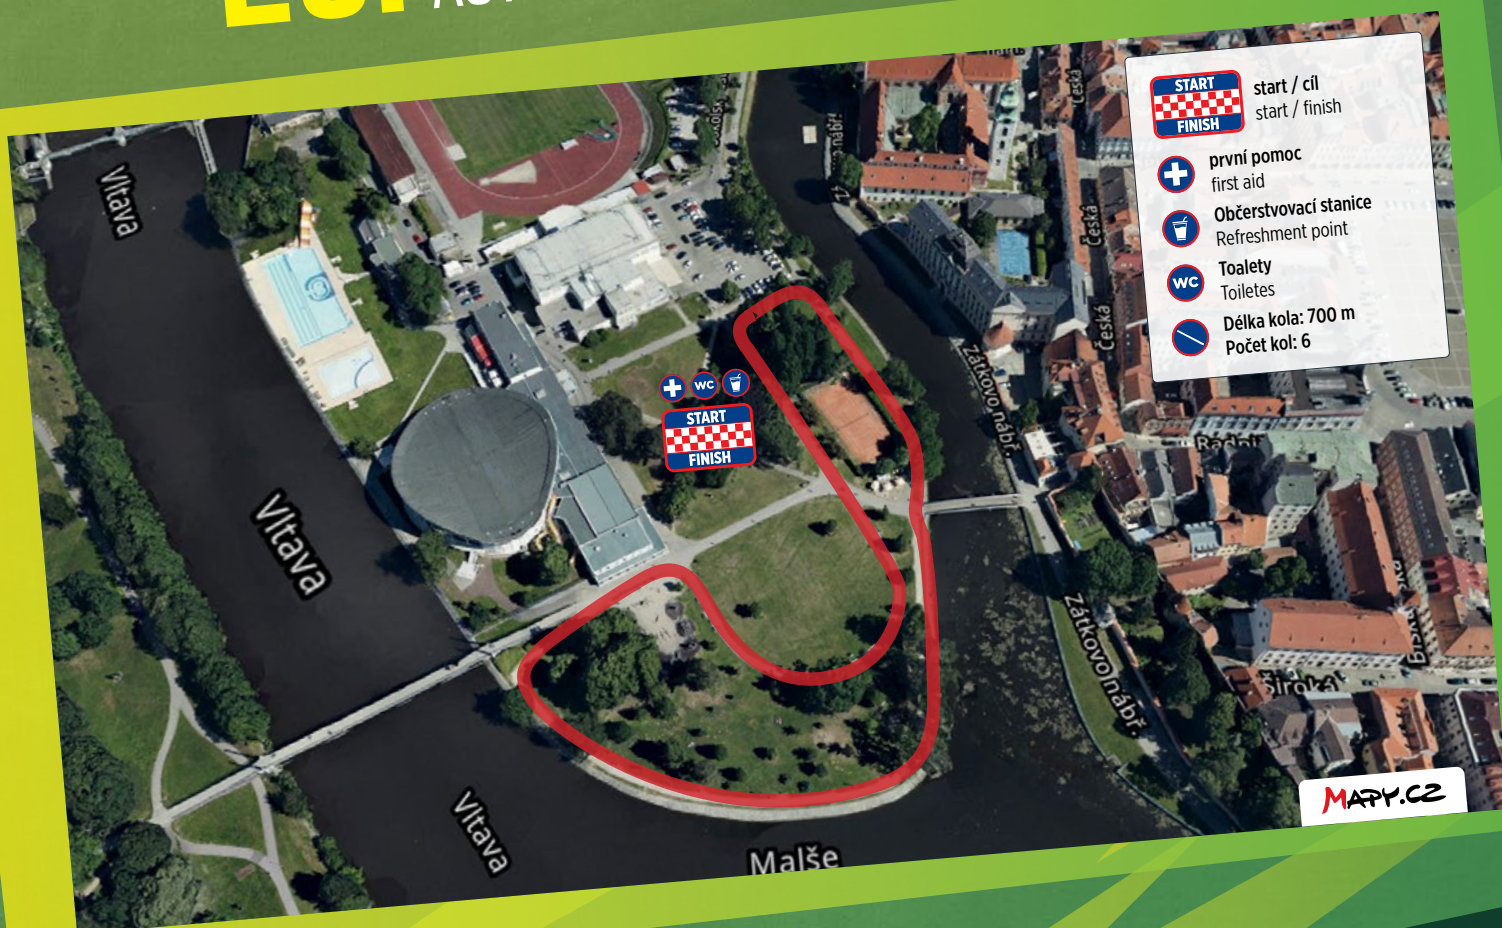 START
FINISH
start / cíl
start / finish
první pomoc
first aid
Občerstvovací stanice
Refreshment point
WC
Toalety
Toiletes
Délka kola: 700 m
Počet kol: 6
Vltava
Česká
Česká
Česká
Zátkovo nábř.
WC
START
FINISH
Vltava
Zátkovo nábř.
Široká
Vltava
Malše
MAPY.CZ